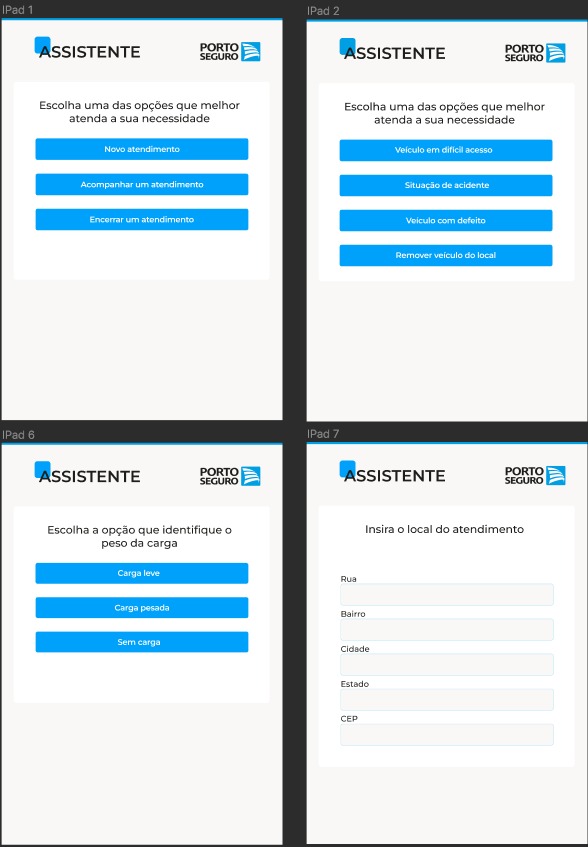 IPad 1
ASSISTENTE
PORTO
SEGURO
Escolha uma das opções que melhor
atenda a sua necessidade
Novo atendimento
Acompanhar um atendimento
Encerrar um atendimento
IPad 2
ASSISTENTE
PORTO
SEGURO
Escolha uma das opções que melhor
atenda a sua necessidade
Veículo em difícil acesso
Situação de acidente
Veículo com defeito
Remover veículo do local
IPad 6
ASSISTENTE
PORTO
SEGURO
Escolha a opção que identifique o
peso da carga
Carga leve
Carga pesada
Sem carga
IPad 7
ASSISTENTE
PORTO
SEGURO
Insira o local do atendimento
Rua
Bairro
Cidade
Estado
CEP